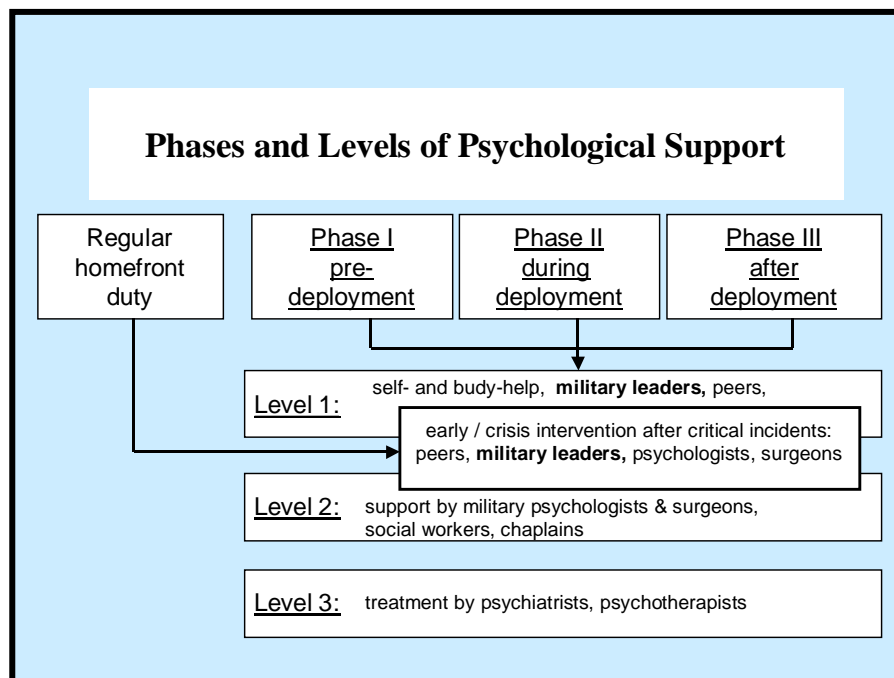 Phases and Levels of Psychological Support
Regular
homefront
duty
Phase I
pre-
deployment
Phase II
during
deployment
Phase III
after
deployment
Level 1:
self- and budy-help, military leaders, peers,
early / crisis intervention after critical incidents:
peers, military leaders, psychologists, surgeons
Level 2:
support by military psychologists & surgeons,
social workers, chaplains
Level 3:
treatment by psychiatrists, psychotherapists